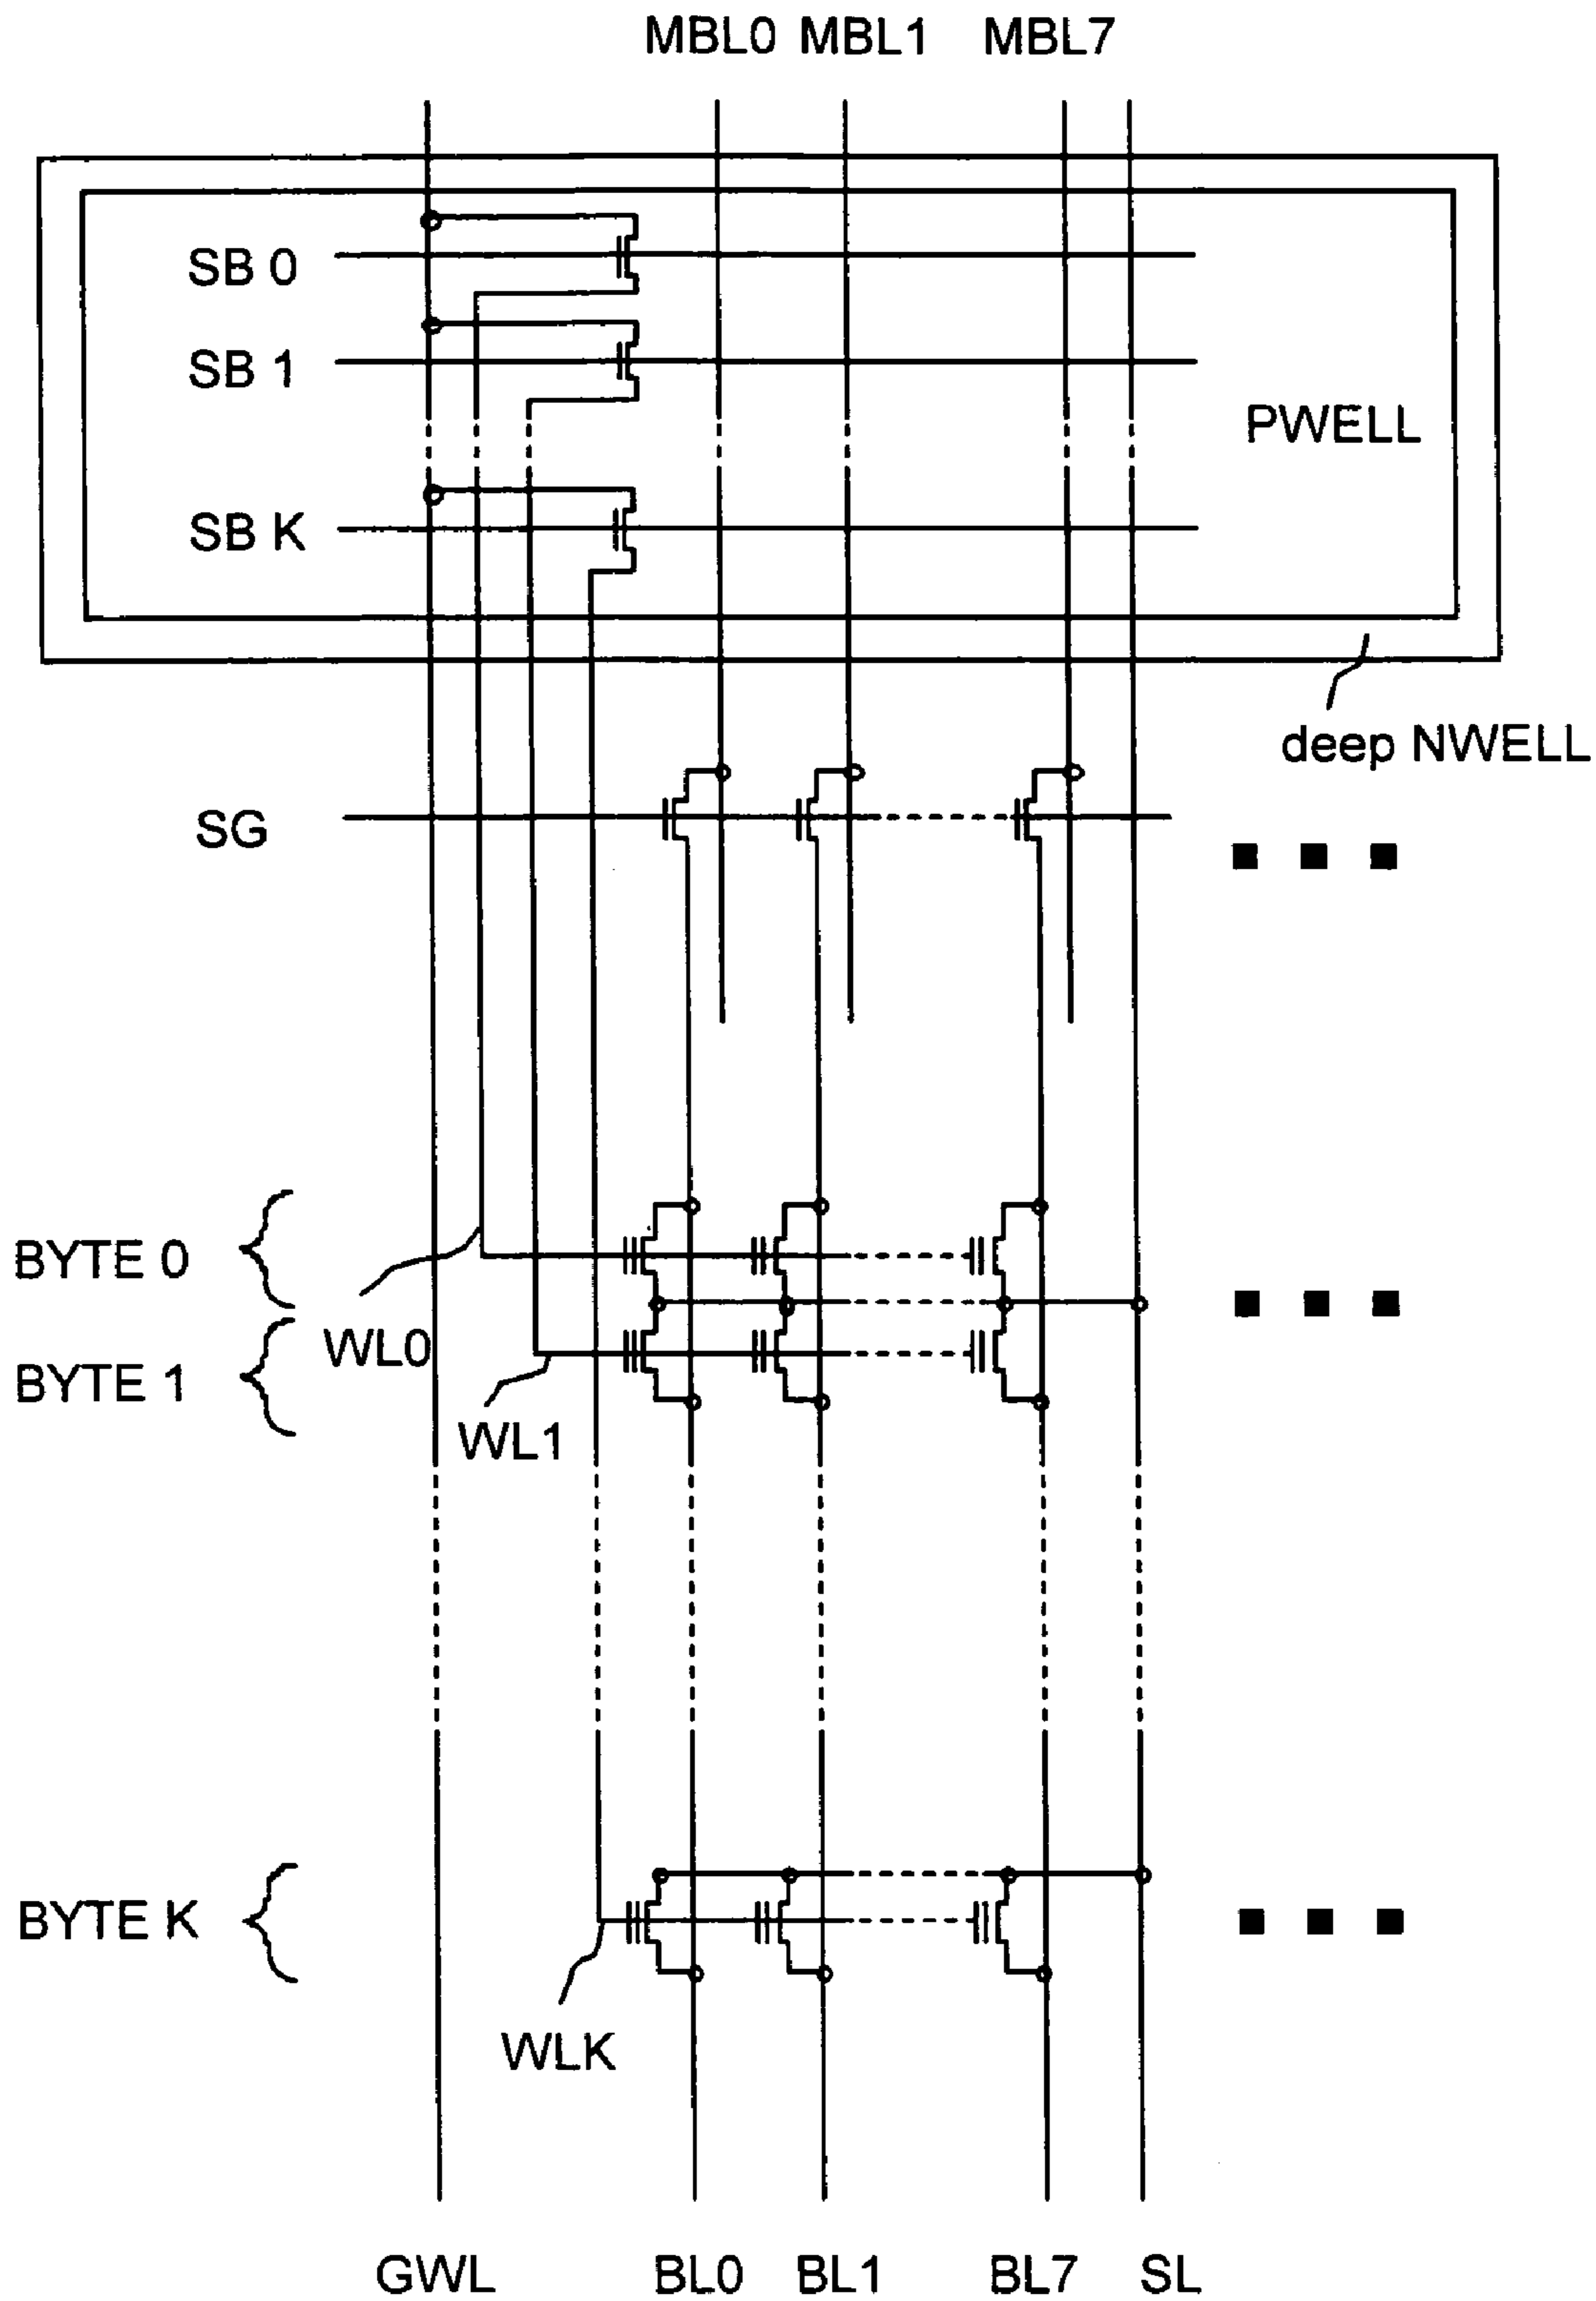 MBL0 MBL1 MBL7
SB 0
SB 1
PWELL
SB K
deep NWELL
SG
BYTE 0
WL0
BYTE 1
WL1
BYTE K
WLK
GWL BL0 BL1 BL7 SL